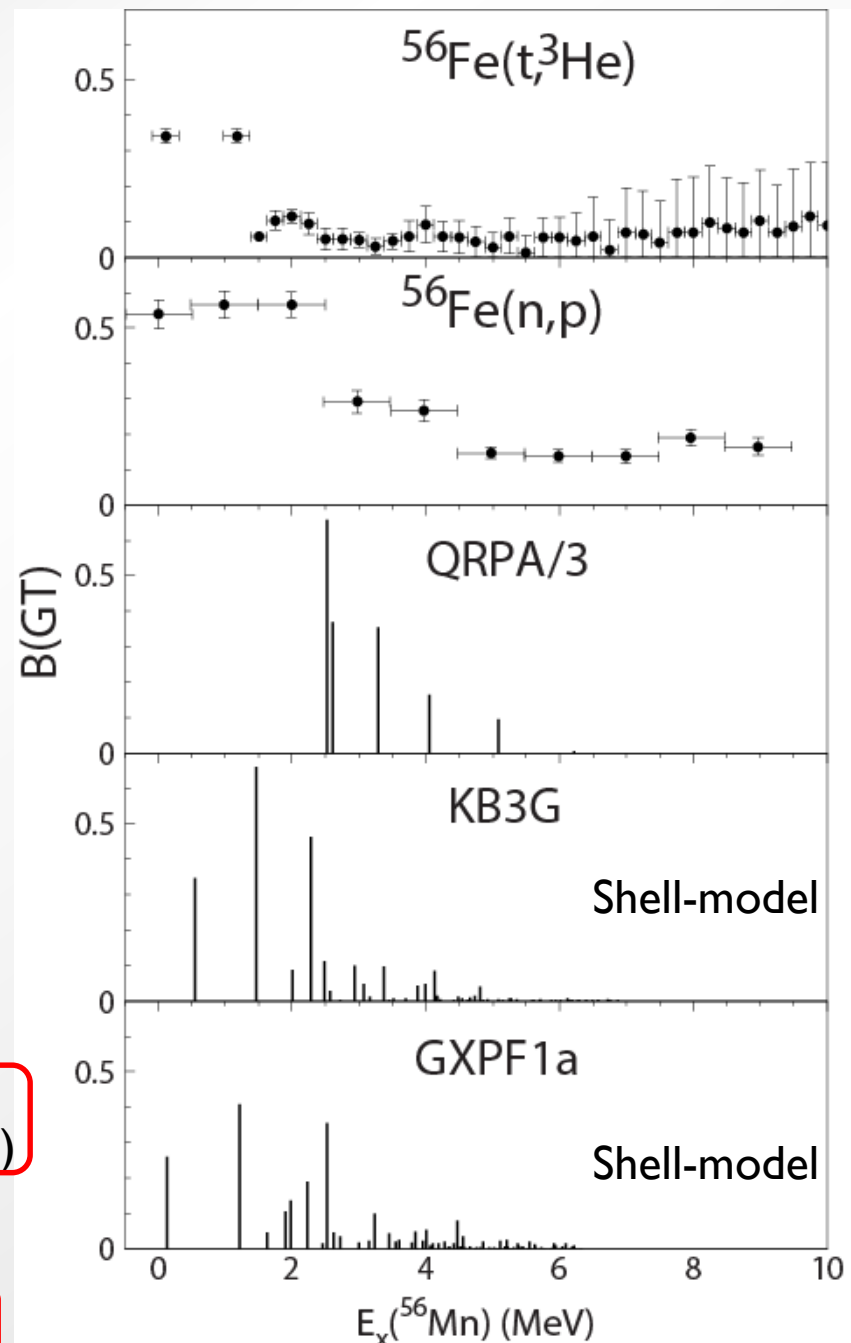 ⁵⁶Fe(t,³He)
0.5
0
⁵⁶Fe(n,p)
0.5
0
QRPA/3
0.5
0
KB3G
0.5
Shell-model
0
GXPF1a
0.5
Shell-model
0
B(GT)
)
0 2 4 6 8 10
Eₓ(⁵⁶Mn) (MeV)